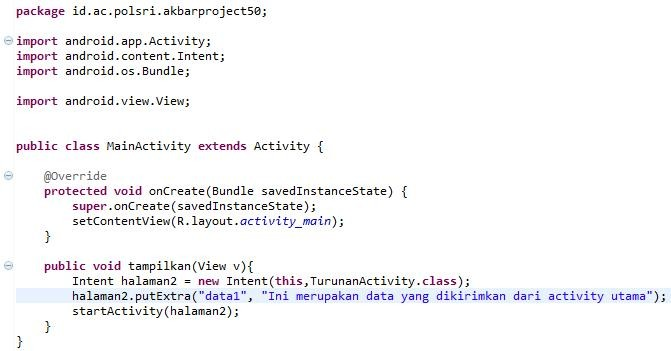 package id.ac.polsri.akbarproject50;
import android.app.Activity;
import android.content.Intent;
import android.os.Bundle;
import android.view.View;
public class MainActivity extends Activity {
@Override
protected void onCreate(Bundle savedInstanceState) {
super.onCreate(savedInstanceState);
setContentView(R.layout.activity_main);
}
public void tampilkan(View v){
Intent halaman2 = new Intent(this,TurunanActivity.class);
halaman2.putExtra("data1", "Ini merupakan data yang dikirimkan dari activity utama");
startActivity(halaman2);
}
}